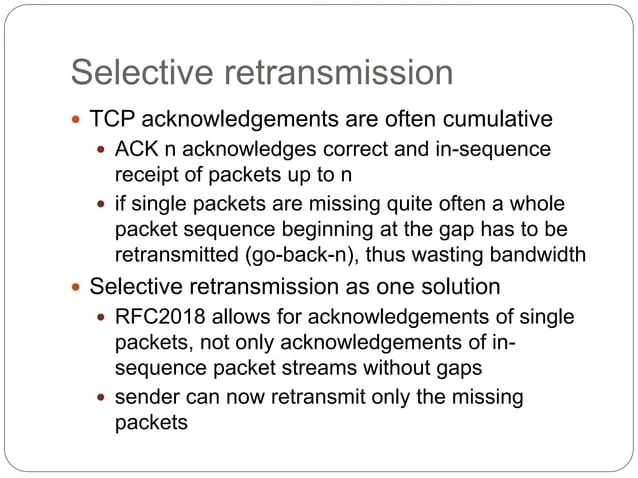 Selective retransmission
• TCP acknowledgements are often cumulative
• ACK n acknowledges correct and in-sequence
receipt of packets up to n
• if single packets are missing quite often a whole
packet sequence beginning at the gap has to be
retransmitted (go-back-n), thus wasting bandwidth
• Selective retransmission as one solution
• RFC2018 allows for acknowledgements of single
packets, not only acknowledgements of in-
sequence packet streams without gaps
• sender can now retransmit only the missing
packets